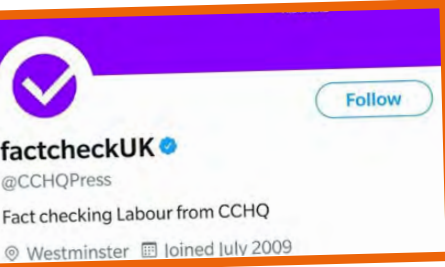 Follow
factcheckUK
@CCHQPress
Fact checking Labour from CCHQ
Westminster Joined July 2009